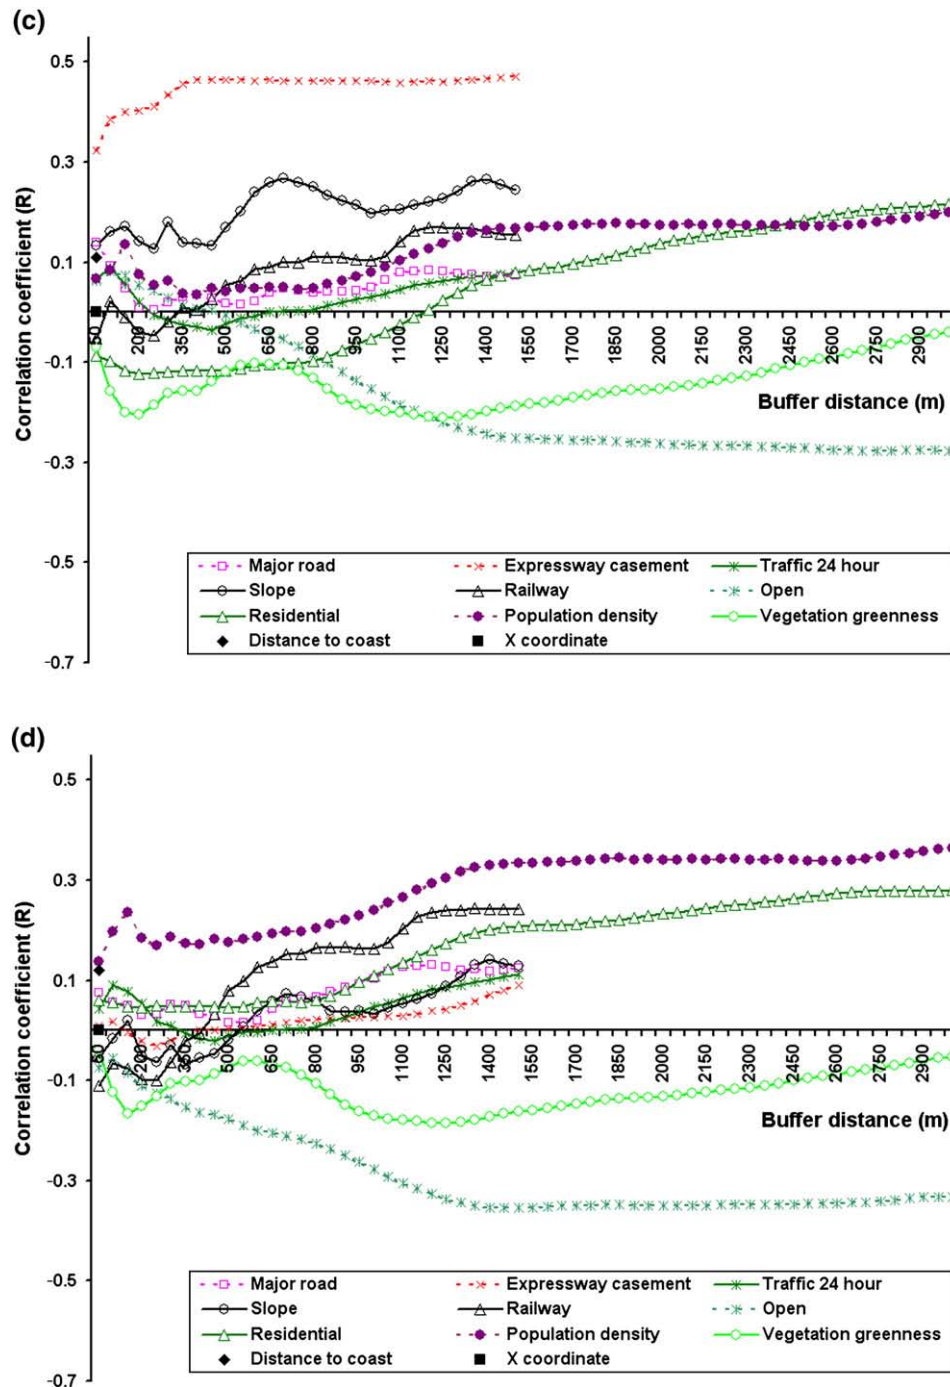 (c)
0.5
0.3
0.1
-0.1
-0.3
-0.5
-0.7
Correlation coefficient (R)
50 200 350 500 650 800 950 1100 1250 1400 1550 1700 1850 2000 2150 2300 2450 2600 2750 2900
Buffer distance (m)
Major road Expressway casement Traffic 24 hour
Slope Railway Open
Residential Population density Vegetation greenness
Distance to coast X coordinate
(d)
0.5
0.3
0.1
-0.1
-0.3
-0.5
-0.7
Correlation coefficient (R)
50 200 350 500 650 800 950 1100 1250 1400 1550 1700 1850 2000 2150 2300 2450 2600 2750 2900
Buffer distance (m)
Major road Expressway casement Traffic 24 hour
Slope Railway Open
Residential Population density Vegetation greenness
Distance to coast X coordinate